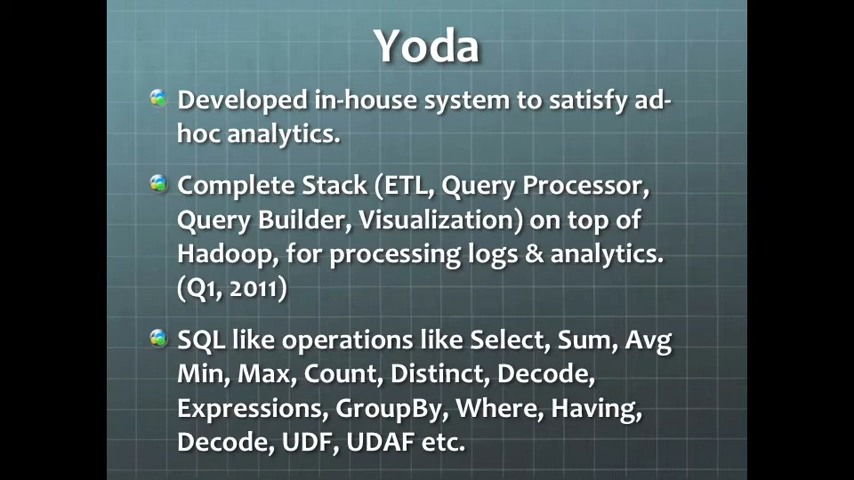 Yoda
Developed in-house system to satisfy ad-
hoc analytics.
Complete Stack (ETL, Query Processor,
Query Builder, Visualization) on top of
Hadoop, for processing logs & analytics.
(Q1, 2011)
SQL like operations like Select, Sum, Avg
Min, Max, Count, Distinct, Decode,
Expressions, GroupBy, Where, Having,
Decode, UDF, UDAF etc.